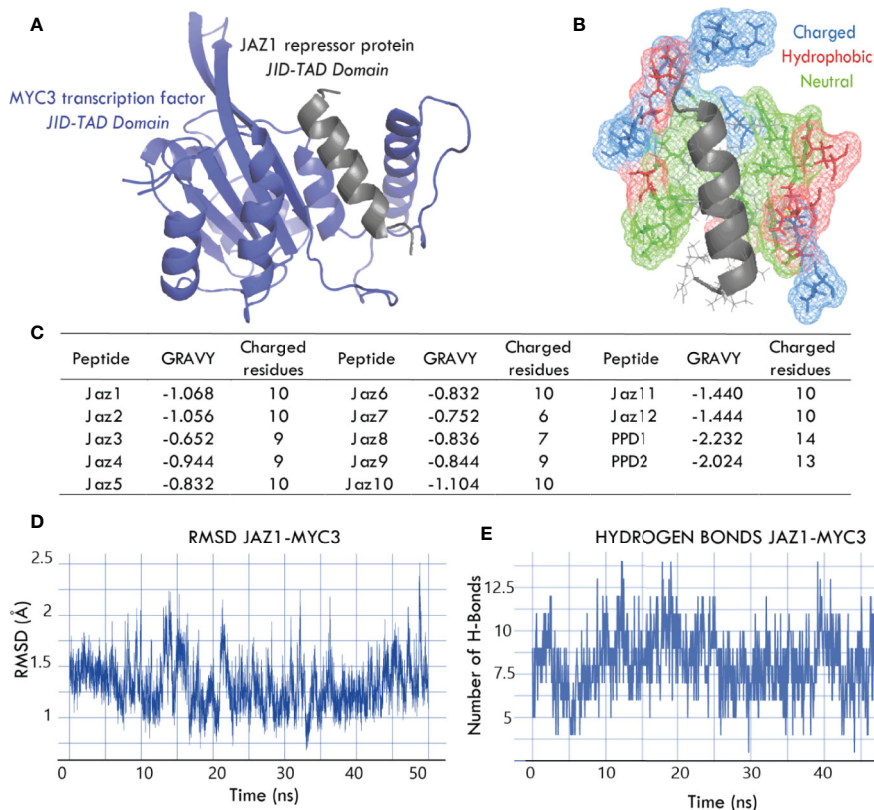 A
JAZ1 repressor protein
JID-TAD Domain
MYC3 transcription factor
JID-TAD Domain
B
Charged
Hydrophobic
Neutral
C
Peptide GRAVY Charged residues Peptide GRAVY Charged residues Peptide GRAVY Charged residues
Jaz1 -1.068 10 Jaz6 -0.832 10 Jaz11 -1.440 10
Jaz2 -1.056 10 Jaz7 -0.752 6 Jaz12 -1.444 10
Jaz3 -0.652 9 Jaz8 -0.836 7 PPD1 -2.232 14
Jaz4 -0.944 9 Jaz9 -0.844 9 PPD2 -2.024 13
Jaz5 -0.832 10 Jaz10 -1.104 10
D
RMSD JAZ1-MYC3
2.5
2
1.5
1
RMSD (Å)
0 10 20 30 40 50
Time (ns)
E
HYDROGEN BONDS JAZ1-MYC3
12.5
10
7.5
5
Number of H-Bonds
0 10 20 30 40
Time (ns)